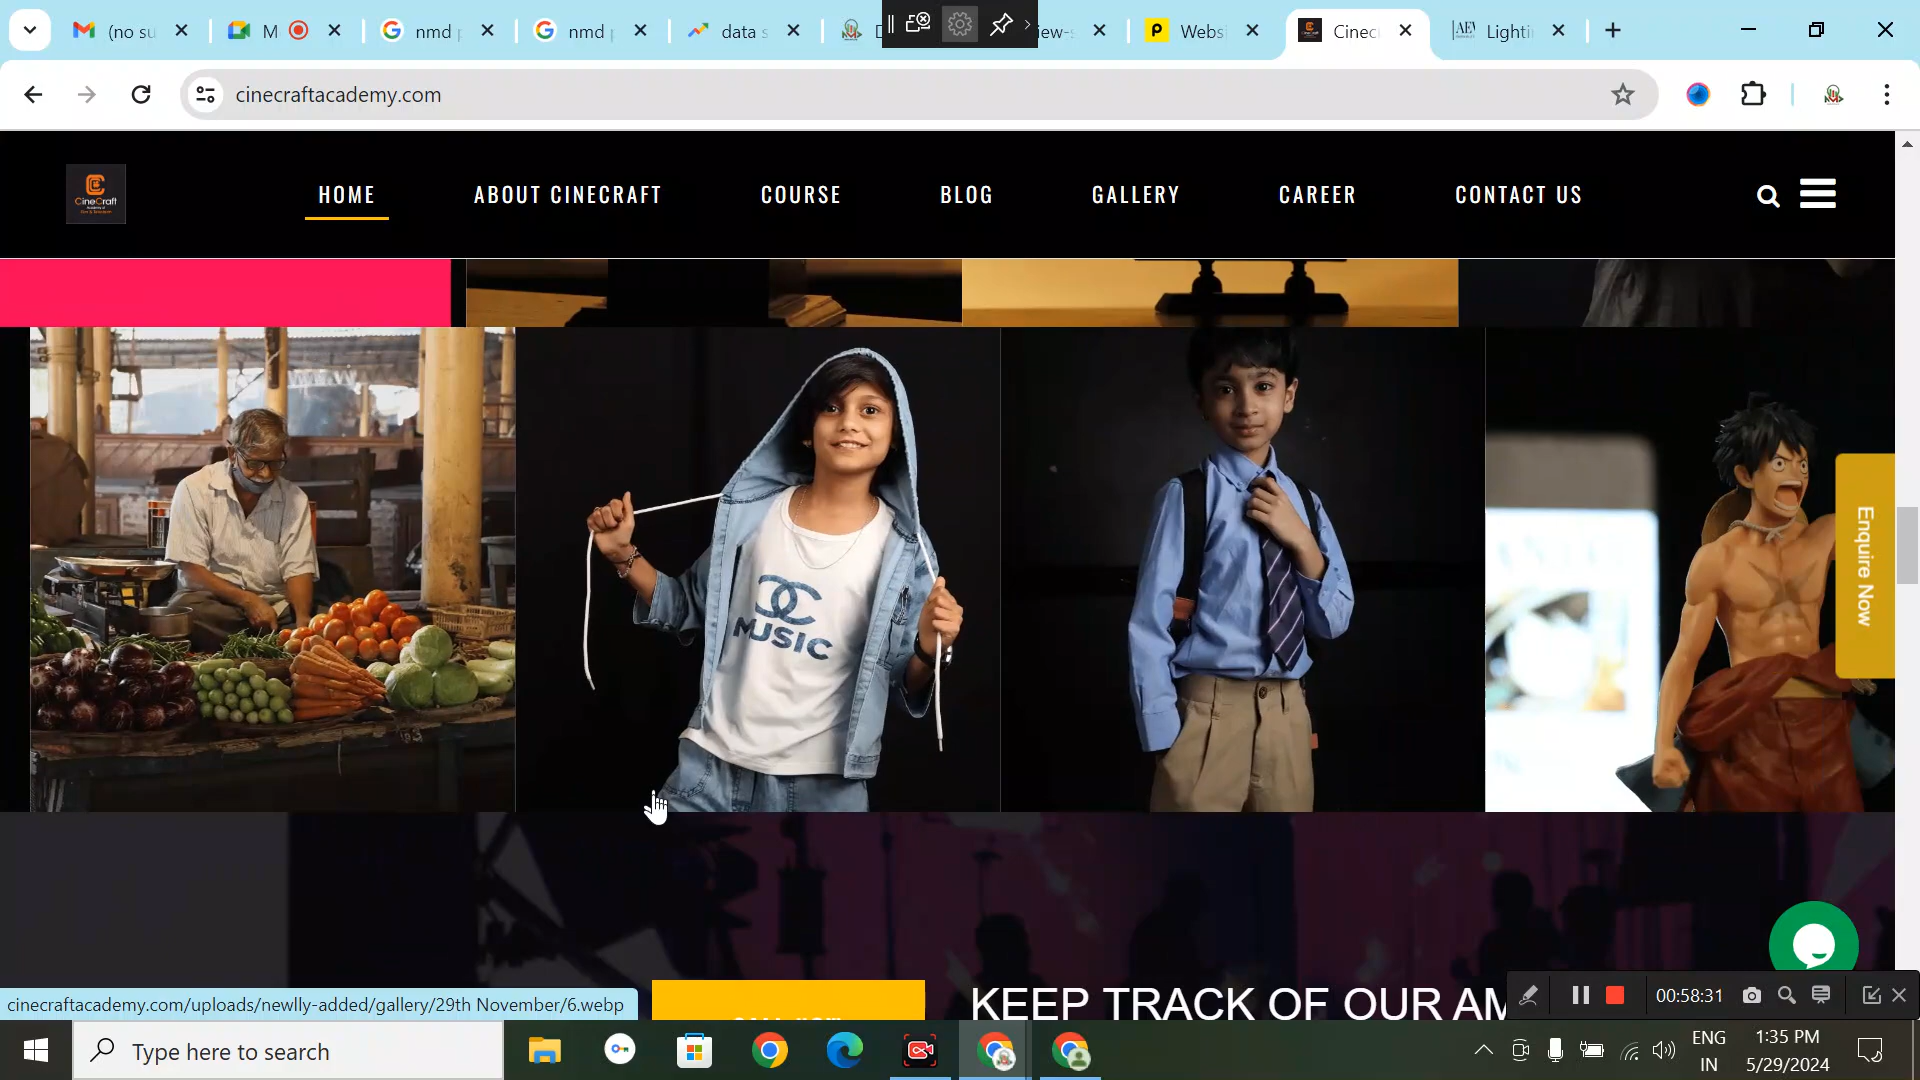 (no su
M
nmd p
nmd
data s
D
iew-s
Websi
Cineci
Lighti
cinecraftacademy.com
CineCraft
HOME
ABOUT CINECRAFT
COURSE
BLOG
GALLERY
CAREER
CONTACT US
MUSIC
Enquire Now
KEEP TRACK OF OUR AM
cinecraftacademy.com/uploads/newlly-added/gallery/29th November/6.webp
00:58:31
Type here to search
ENG
IN
1:35 PM
5/29/2024